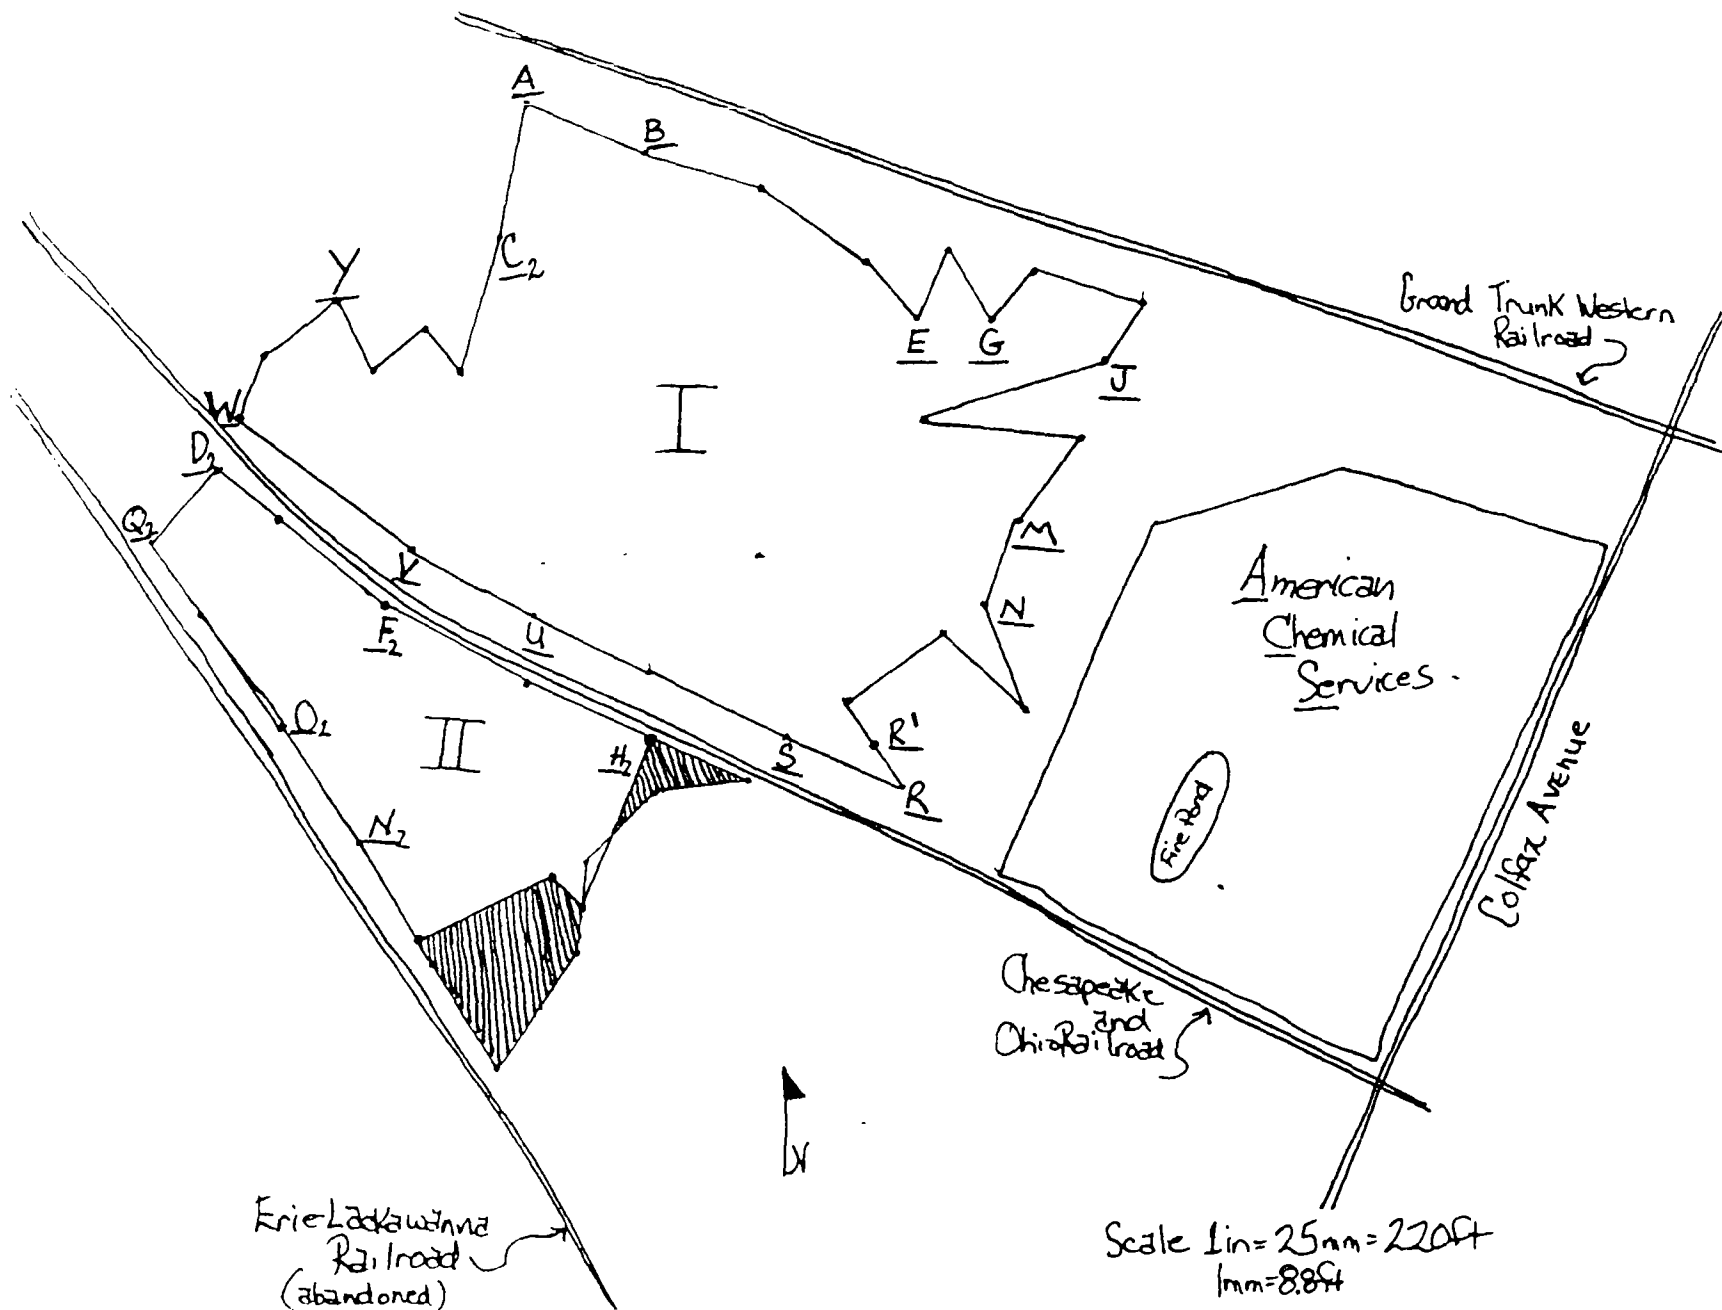 A
B
C2
Y
Grand Trunk Western
Railroad
E
G
J
I
W
D2
Q2
M
American
Chemical
Services.
V
N
F2
U
O2
II
R'
H2
S
R
Fire Pond
N2
Colfax Avenue
Chesapeake
and
Ohio Railroad
N
Erie Lackawanna
Railroad
(abandoned)
Scale 1in=25mm=220ft
1mm=8.8ft